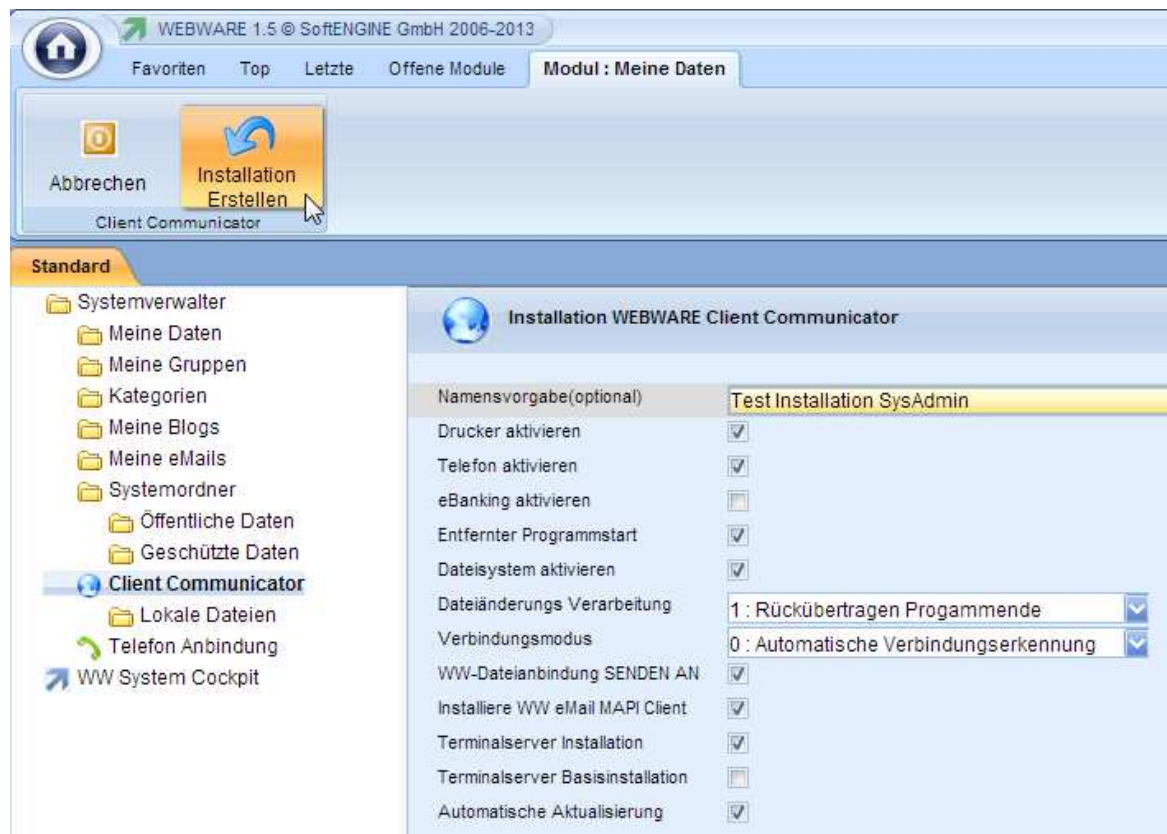 WEBWARE 1.5 © SoftENGINE GmbH 2006-2013
Favoriten Top Letzte Offene Module Modul : Meine Daten
Abbrechen
Installation
Erstellen
Client Communicator
Standard
Systemverwalter
Meine Daten
Meine Gruppen
Kategorien
Meine Blogs
Meine eMails
Systemordner
Öffentliche Daten
Geschützte Daten
Client Communicator
Lokale Dateien
Telefon Anbindung
WW System Cockpit
Installation WEBWARE Client Communicator
Namensvorgabe(optional) Test Installation SysAdmin
Drucker aktivieren
Telefon aktivieren
eBanking aktivieren
Entfernter Programmstart
Dateisystem aktivieren
Dateiänderungs Verarbeitung 1 : Rückübertragen Progammende
Verbindungsmodus 0 : Automatische Verbindungserkennung
WW-Dateianbindung SENDEN AN
Installiere WW eMail MAPI Client
Terminalserver Installation
Terminalserver Basisinstallation
Automatische Aktualisierung